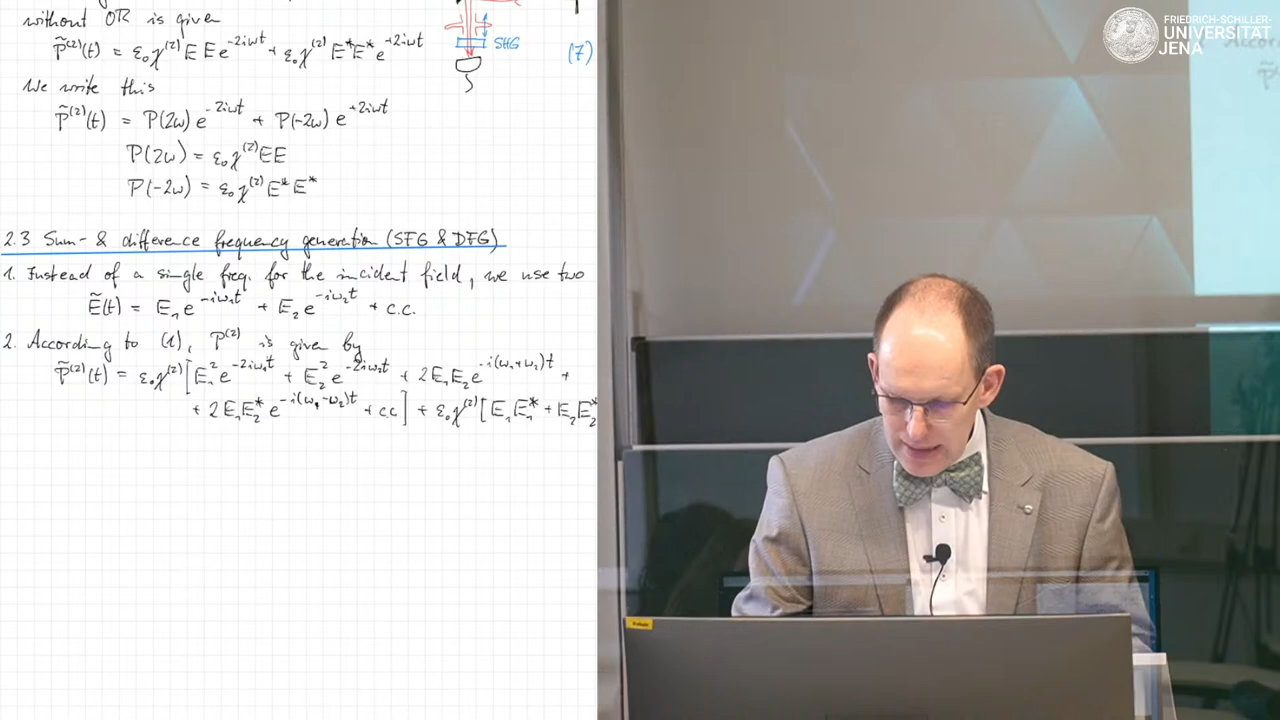 without OR is given
P̃⁽²⁾(t) = ε₀χ⁽²⁾ E E e^{-2iωt} + ε₀χ⁽²⁾ E*E* e^{+2iωt}
SHG
(7)
We write this
P̃⁽²⁾(t) = P(2ω) e^{-2iωt} + P(-2ω) e^{+2iωt}
P(2ω) = ε₀χ⁽²⁾EE
P(-2ω) = ε₀χ⁽²⁾ E*E*
2.3 Sum- & difference frequency generation (SFG & DFG)
1. Instead of a single freq. for the incident field, we use two
Ẽ(t) = E₁e^{-iω₁t} + E₂e^{-iω₂t} + c.c.
2. According to (1), P⁽²⁾ is given by
P̃⁽²⁾(t) = ε₀χ⁽²⁾[E₁²e^{-2iω₁t} + E₂²e^{-2iω₂t} + 2E₁E₂e^{-i(ω₁+ω₂)t} +
+ 2E₁E₂* e^{-i(ω₁-ω₂)t} + c.c] + ε₀χ⁽²⁾[E₁E₁* + E₂E₂*
FRIEDRICH-SCHILLER-
UNIVERSITÄT
JENA